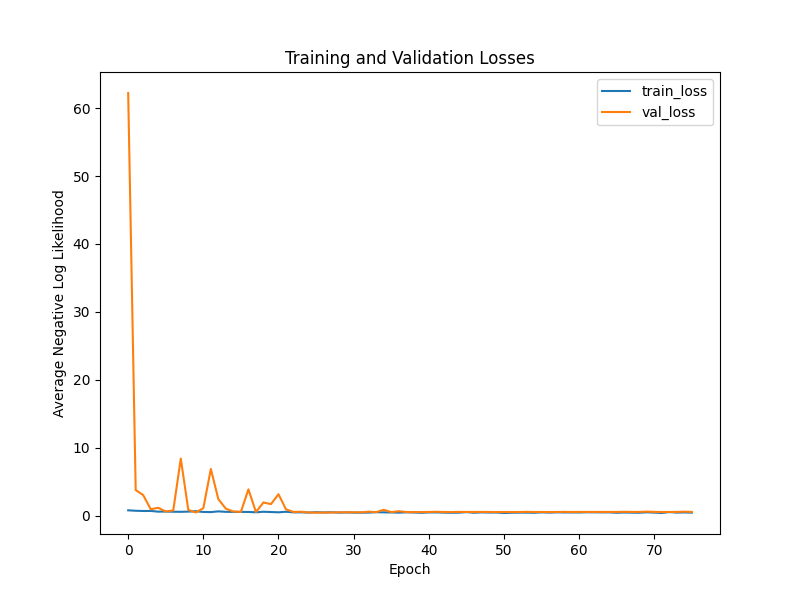 Training and Validation Losses
train_loss
val_loss
Average Negative Log Likelihood
60
50
40
30
20
10
0
0 10 20 30 40 50 60 70
Epoch